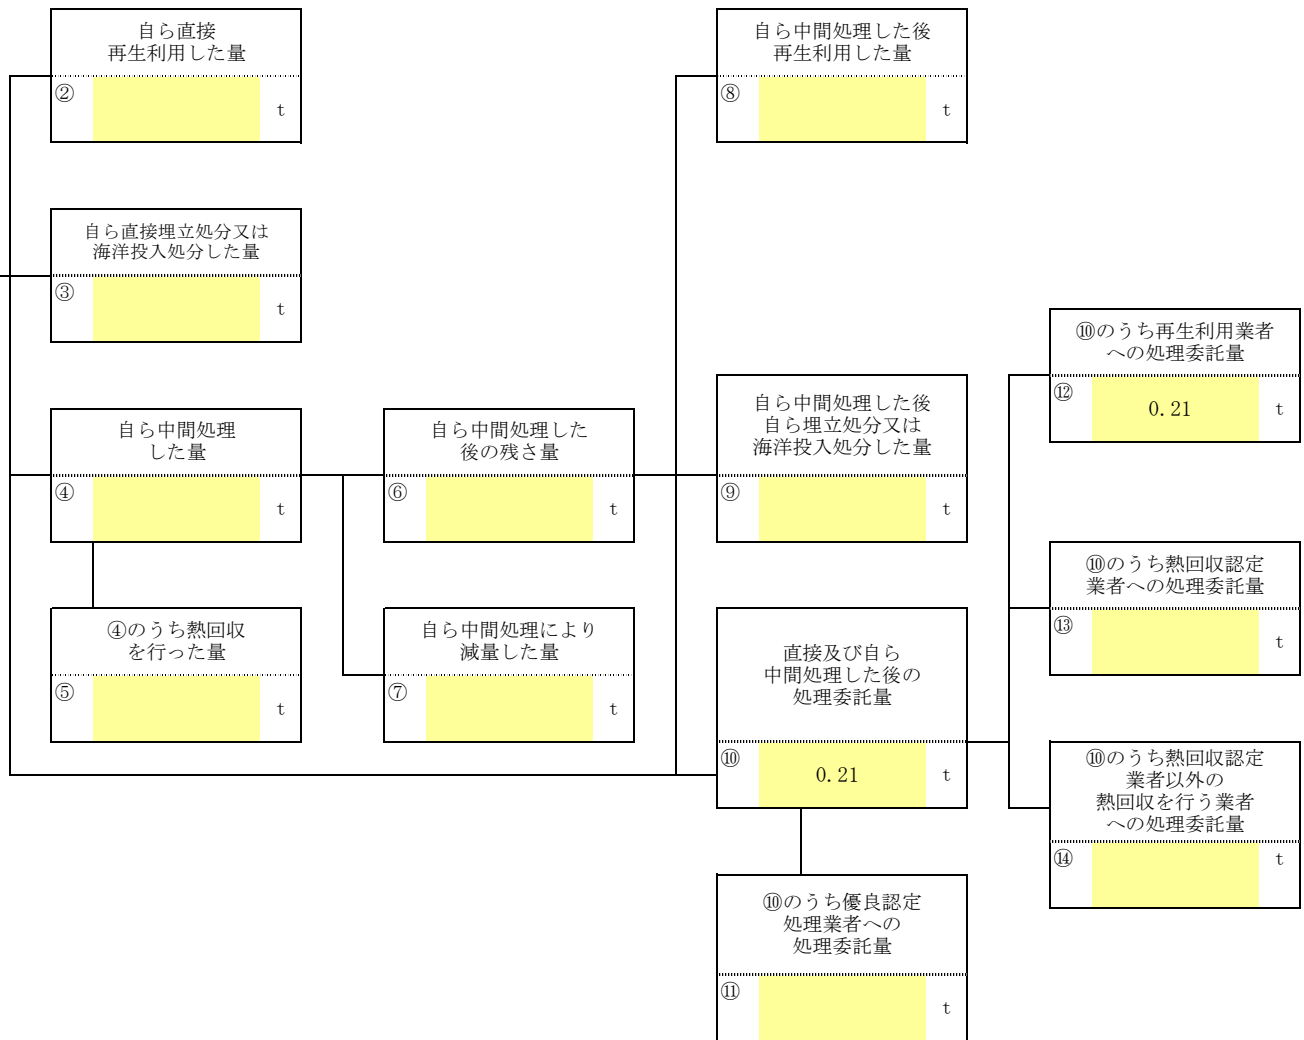 自ら直接
再生利用した量
②
t
自ら中間処理した後
再生利用した量
⑧
t
自ら直接埋立処分又は
海洋投入処分した量
③
t
⑩のうち再生利用業者
への処理委託量
⑫
0.21
t
自ら中間処理
した量
④
t
自ら中間処理した
後の残さ量
⑥
t
自ら中間処理した後
自ら埋立処分又は
海洋投入処分した量
⑨
t
⑩のうち熱回収認定
業者への処理委託量
⑬
t
④のうち熱回収
を行った量
⑤
t
自ら中間処理により
減量した量
⑦
t
直接及び自ら
中間処理した後の
処理委託量
⑩
0.21
t
⑩のうち熱回収認定
業者以外の
熱回収を行う業者
への処理委託量
⑭
t
⑩のうち優良認定
処理業者への
処理委託量
⑪
t